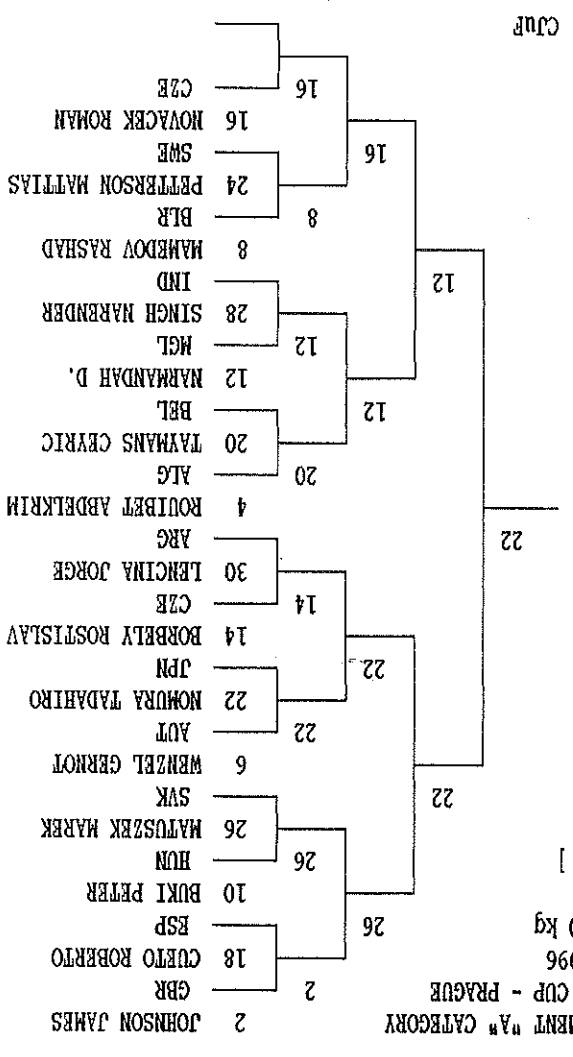 MENT "A" CATEGORY 2 JOHNSON JAMES
CUP - PRAGUE 2 GBR
996 18 CUETO ROBERTO
0 kg 26 ESP
] 10 BUKI PETER
26 HUN
26 MATUSZEK MAREK
22 SVK
6 WENZEL GERNOT
22 AUT
22 NOMURA TADAHIRO
22 JPN
14 BORBELY ROSTISLAV
14 CZE
30 LENCINA JORGE
22 ARG
4 ROUIBET ABDELKRIM
20 ALG
20 TAYMANS CEYRIC
12 BEL
12 NARMANDAH D.
12 MGL
28 SINGH NARENDER
12 IND
8 MAMEDOV RASHAD
8 BLR
24 PETTERSON MATTIAS
16 SWE
16 NOVACEK ROMAN
16 CZE
CJuF